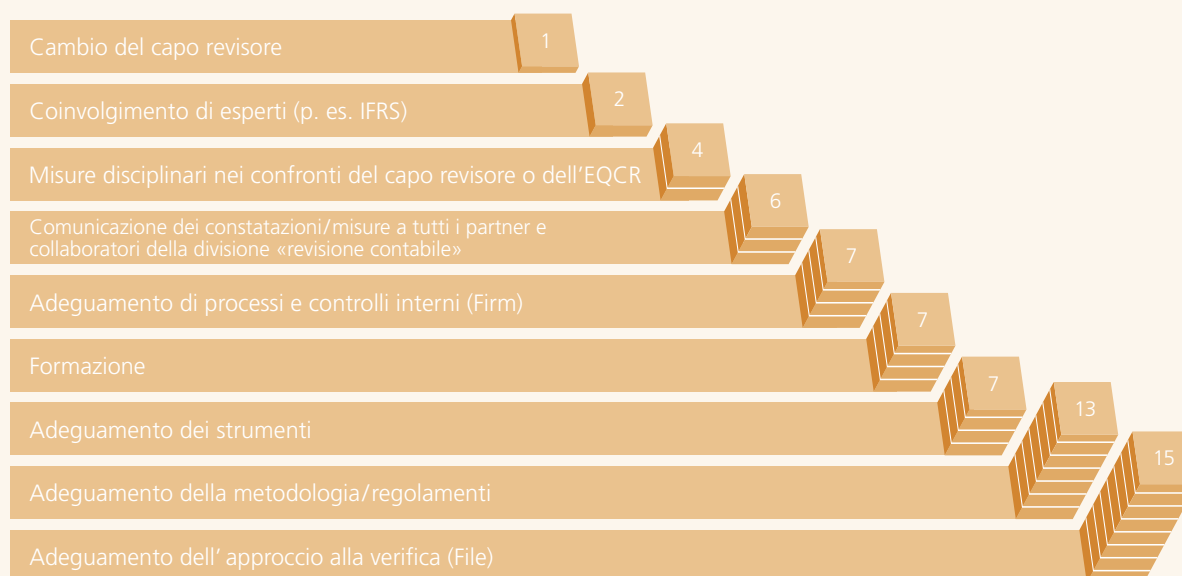 Cambio del capo revisore
1
Coinvolgimento di esperti (p. es. IFRS)
2
Misure disciplinari nei confronti del capo revisore o dell’EQCR
4
Comunicazione dei constatazioni/misure a tutti i partner e
collaboratori della divisione «revisione contabile»
6
Adeguamento di processi e controlli interni (Firm)
7
Formazione
7
Adeguamento dei strumenti
7
Adeguamento della metodologia/regolamenti
13
Adeguamento dell’ approccio alla verifica (File)
15